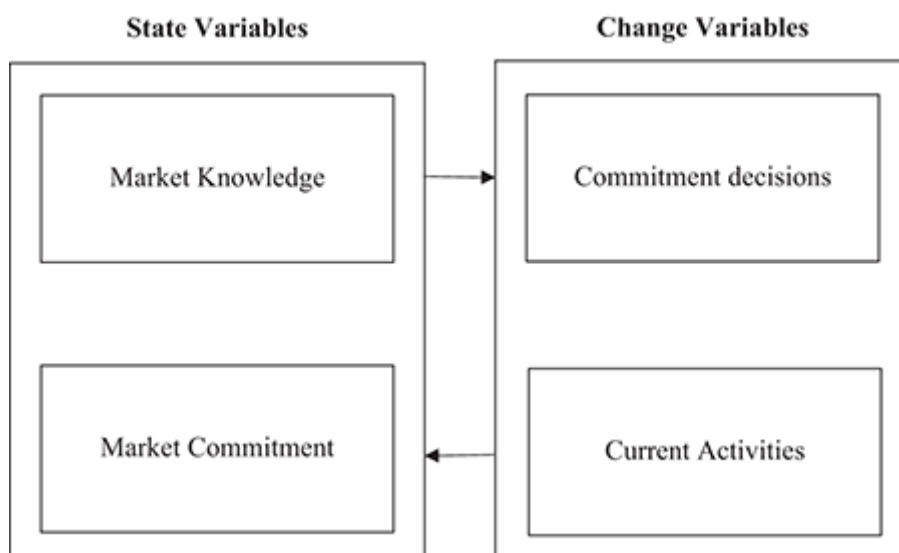 State Variables
Change Variables
Market Knowledge
Commitment decisions
Market Commitment
Current Activities